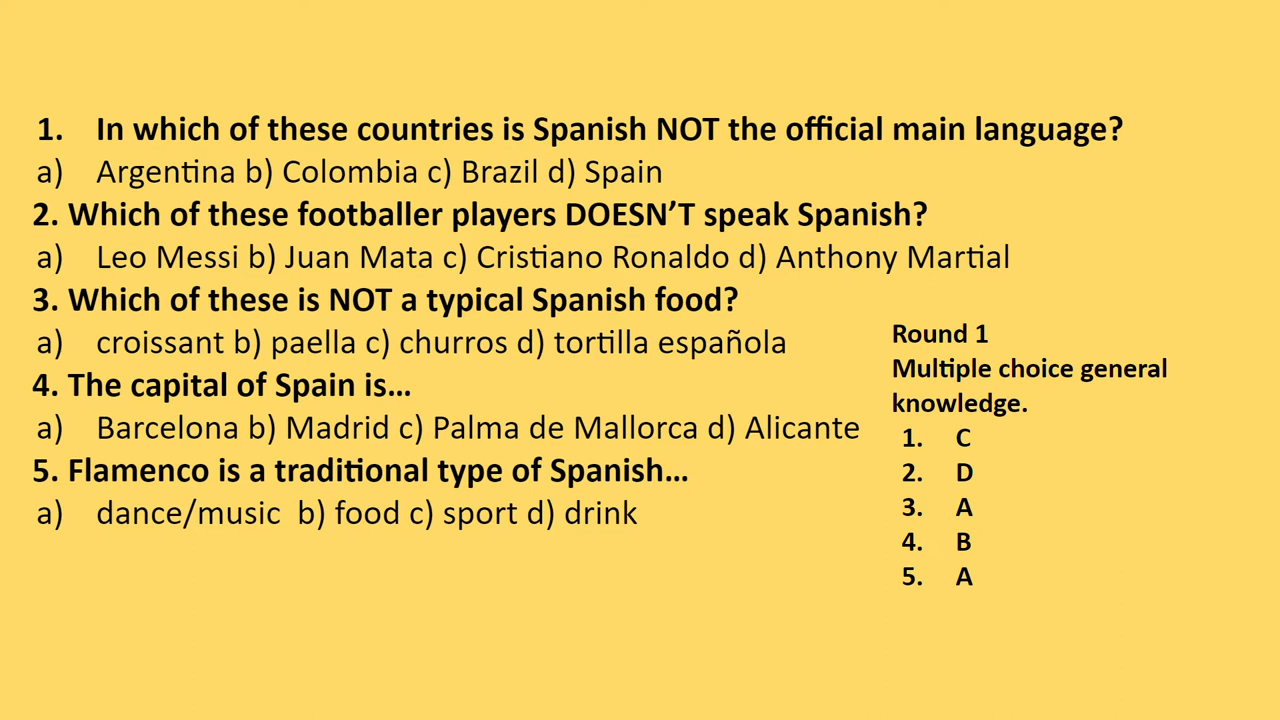 1. In which of these countries is Spanish NOT the official main language?
a) Argentina b) Colombia c) Brazil d) Spain
2. Which of these footballer players DOESN’T speak Spanish?
a) Leo Messi b) Juan Mata c) Cristiano Ronaldo d) Anthony Martial
3. Which of these is NOT a typical Spanish food?
a) croissant b) paella c) churros d) tortilla española
4. The capital of Spain is…
a) Barcelona b) Madrid c) Palma de Mallorca d) Alicante
5. Flamenco is a traditional type of Spanish…
a) dance/music b) food c) sport d) drink
Round 1
Multiple choice general
knowledge.
1. C
2. D
3. A
4. B
5. A